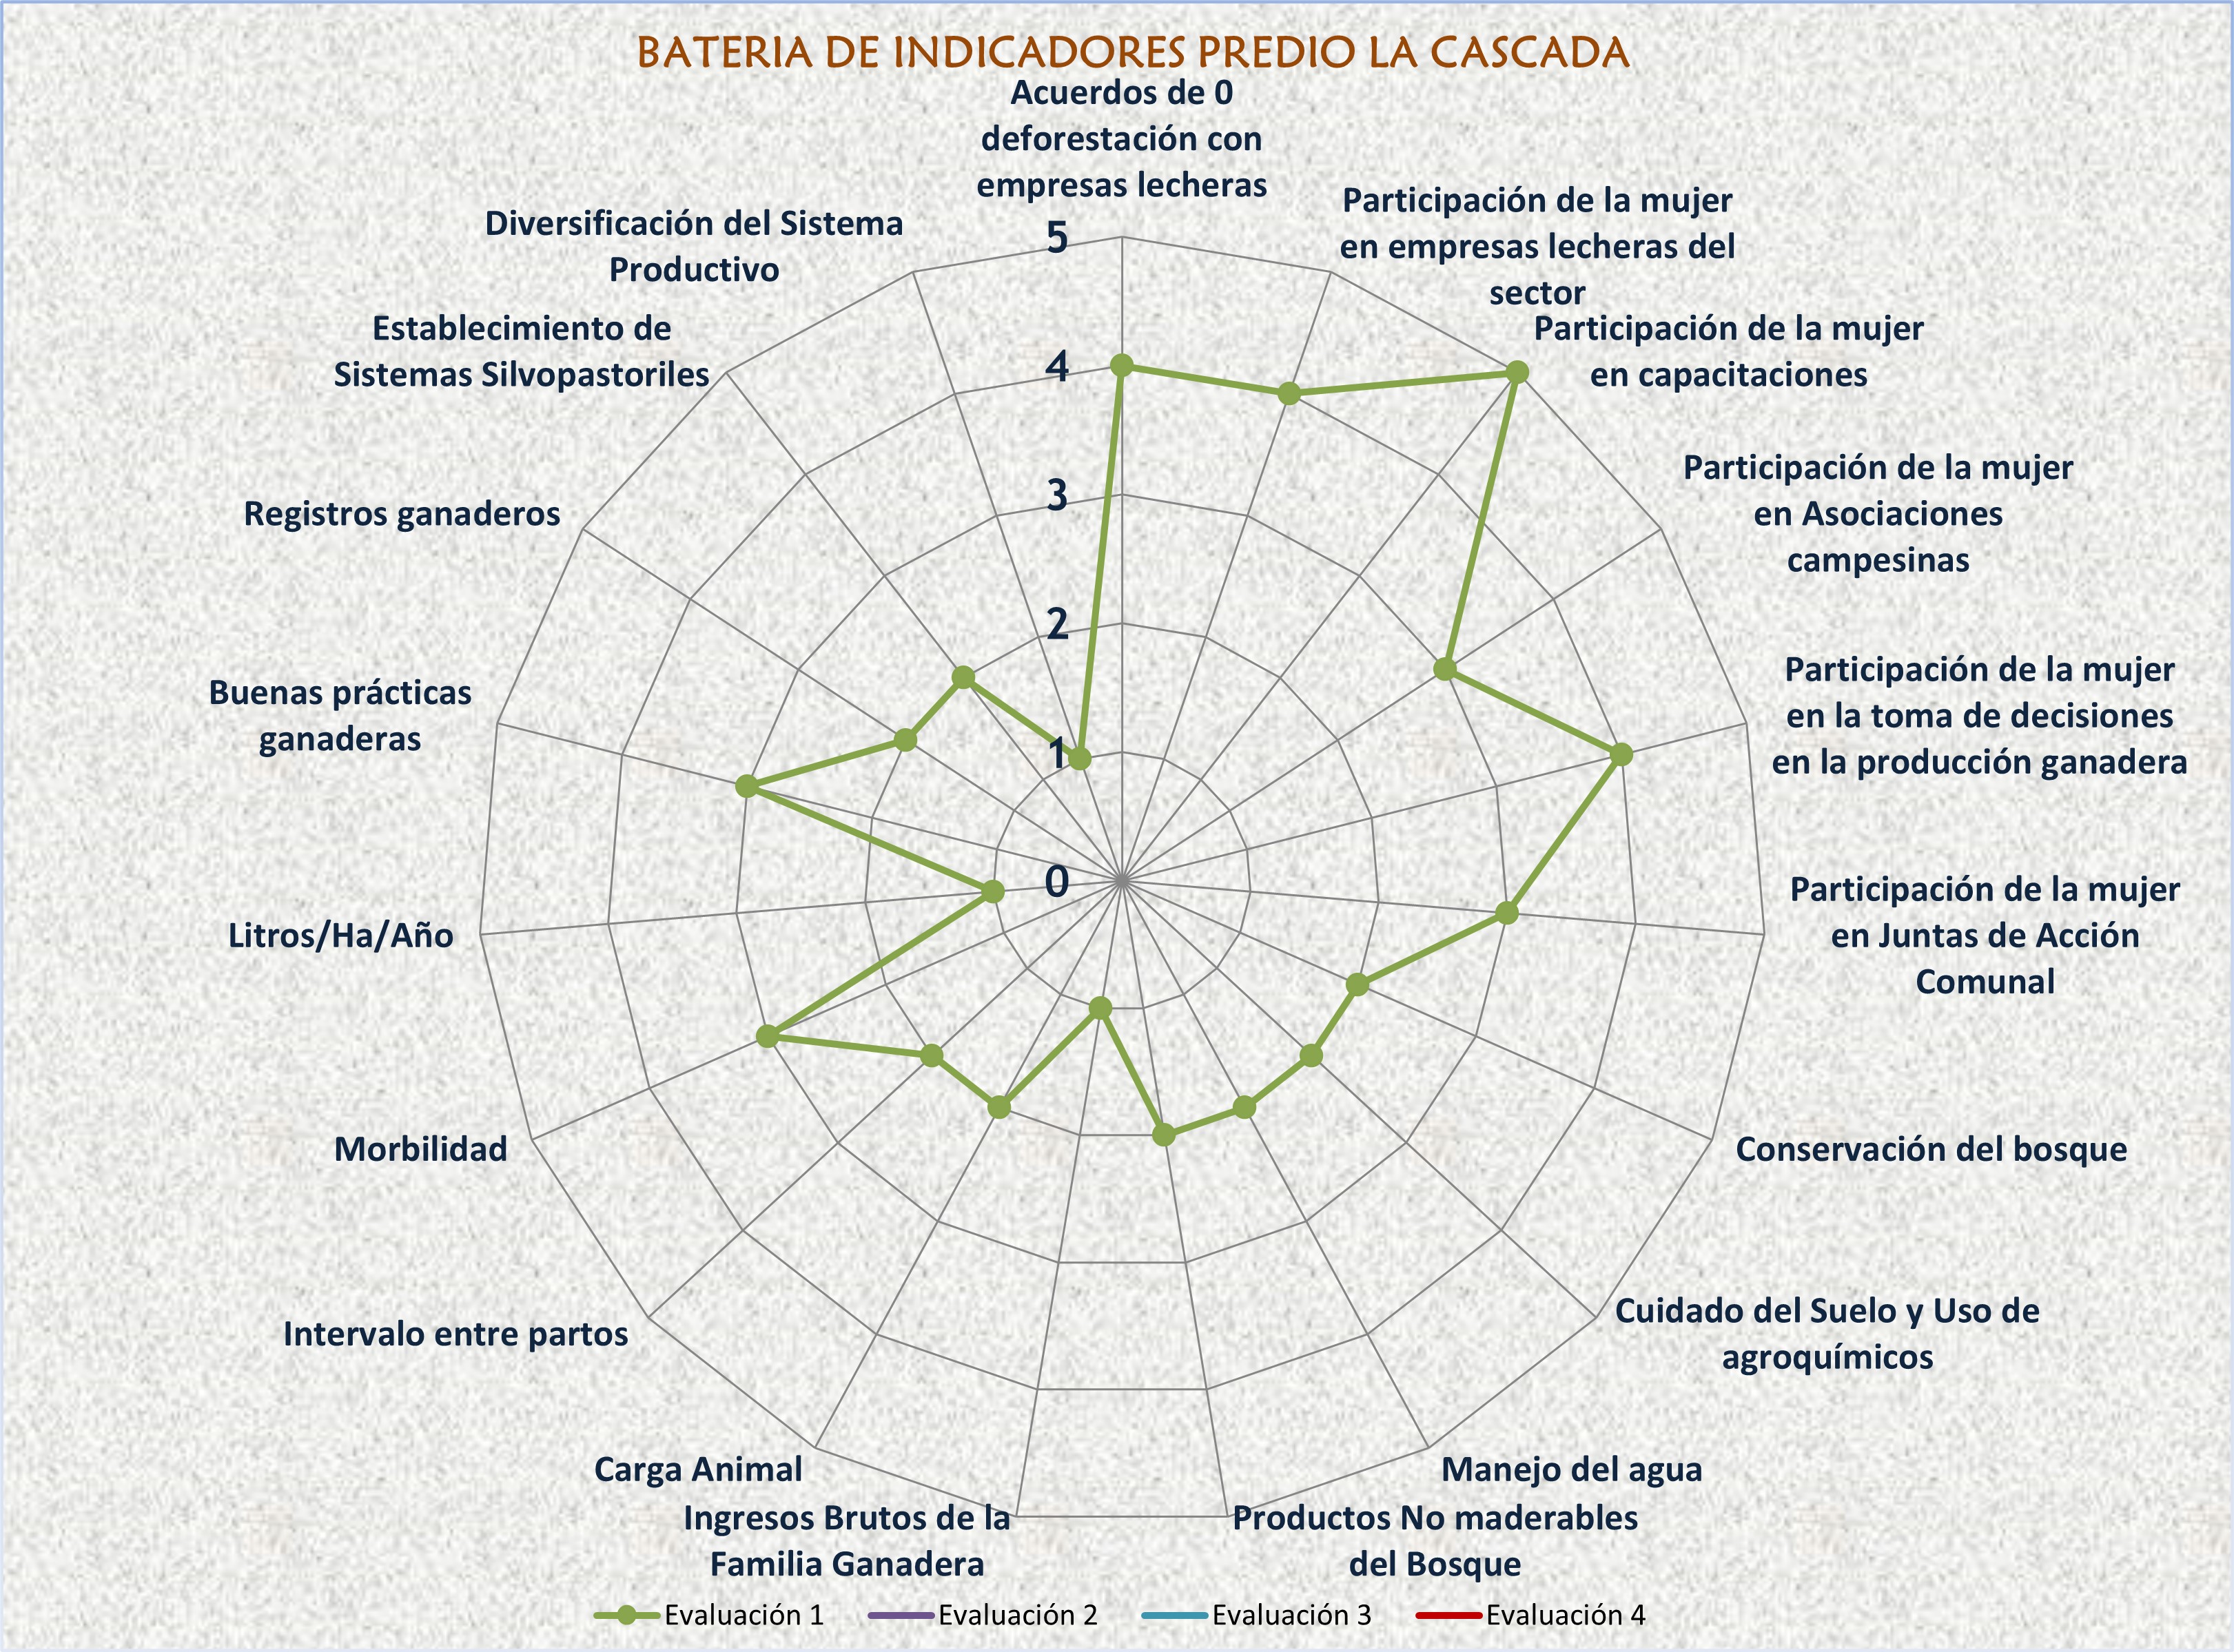 BATERIA DE INDICADORES PREDIO LA CASCADA
Acuerdos de 0
deforestación con
empresas lecheras
Participación de la mujer
en empresas lecheras del
sector
Participación de la mujer
en capacitaciones
Participación de la mujer
en Asociaciones
campesinas
Participación de la mujer
en la toma de decisiones
en la producción ganadera
Participación de la mujer
en Juntas de Acción
Comunal
Conservación del bosque
Cuidado del Suelo y Uso de
agroquímicos
Manejo del agua
Productos No maderables
del Bosque
Ingresos Brutos de la
Familia Ganadera
Carga Animal
Intervalo entre partos
Morbilidad
Litros/Ha/Año
Buenas prácticas
ganaderas
Registros ganaderos
Establecimiento de
Sistemas Silvopastoriles
Diversificación del Sistema
Productivo
5
4
3
2
1
0
Evaluación 1
Evaluación 2
Evaluación 3
Evaluación 4